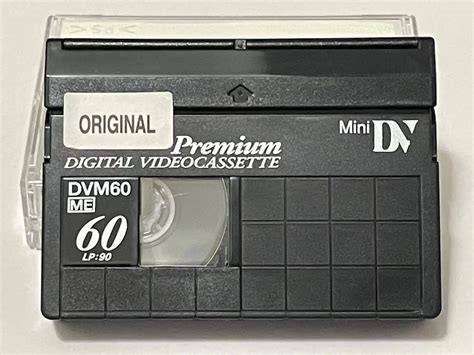 ORIGINAL
Premium
Mini DV
DIGITAL VIDEOCASSETTE
DVM60
ME
60
LP:90